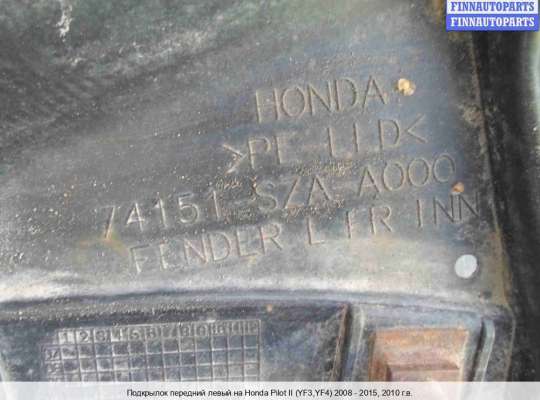 FINNAUTOPARTS
FINNAUTOPARTS
HONDA
>PE-LLD<
74151-SZA-A000
FENDER L FR INN
Подкрылок передний левый на Honda Pilot II (YF3,YF4) 2008 - 2015, 2010 г.в.